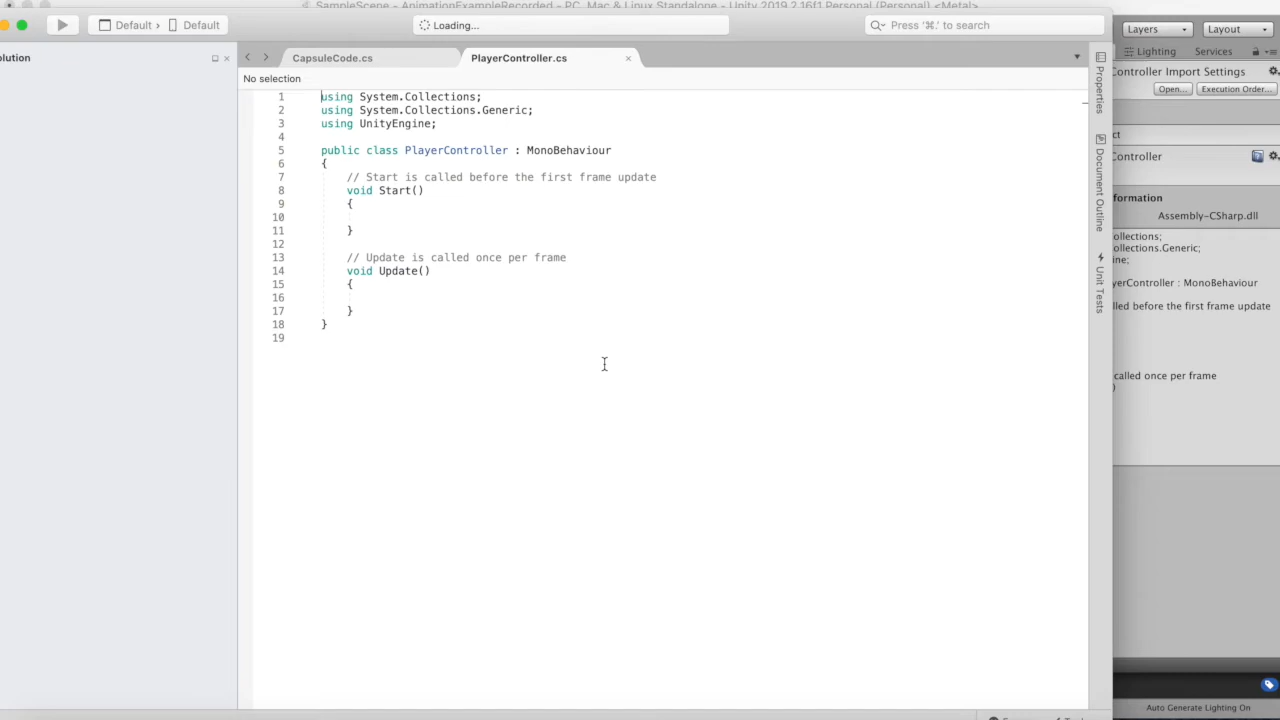 SampleScene - AnimationExampleRecorded - PC, Mac & Linux Standalone - Unity 2019.2.16f1 Personal (Personal) <Metal>
Default › Default
Loading...
Press '⌘.' to search
Layers
Layout
olution
CapsuleCode.cs
PlayerController.cs
Lighting
Services
No selection
Controller Import Settings
Open...
Execution Order...
1 using System.Collections;
2 using System.Collections.Generic;
3 using UnityEngine;
4
5 public class PlayerController : MonoBehaviour
6 {
7 // Start is called before the first frame update
8 void Start()
9 {
10
11 }
12
13 // Update is called once per frame
14 void Update()
15 {
16
17 }
18 }
19
Properties
Document Outline
Unit Tests
ct
Controller
formation
Assembly-CSharp.dll
ollections;
ollections.Generic;
ine;
yerController : MonoBehaviour
lled before the first frame update
called once per frame
)
Auto Generate Lighting On